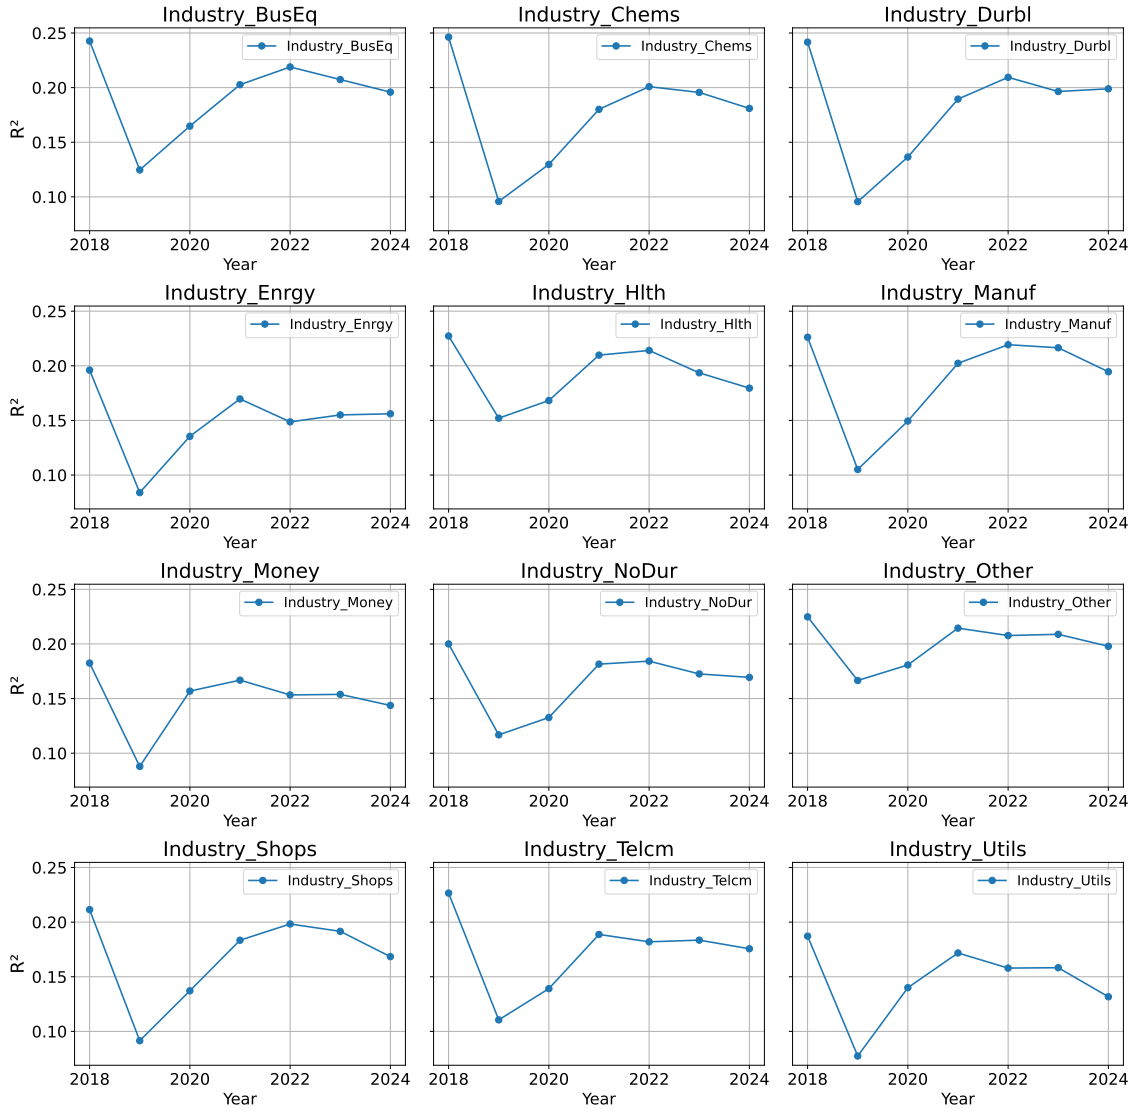 Industry_BusEq Industry_Chems Industry_Durbl
0.25
0.20
0.15
0.10
R²
Industry_BusEq
Industry_Chems
Industry_Durbl
2018 2020 2022 2024 2018 2020 2022 2024 2018 2020 2022 2024
Year Year Year
Industry_Enrgy Industry_Hlth Industry_Manuf
0.25
0.20
0.15
0.10
R²
Industry_Enrgy
Industry_Hlth
Industry_Manuf
2018 2020 2022 2024 2018 2020 2022 2024 2018 2020 2022 2024
Year Year Year
Industry_Money Industry_NoDur Industry_Other
0.25
0.20
0.15
0.10
R²
Industry_Money
Industry_NoDur
Industry_Other
2018 2020 2022 2024 2018 2020 2022 2024 2018 2020 2022 2024
Year Year Year
Industry_Shops Industry_Telcm Industry_Utils
0.25
0.20
0.15
0.10
R²
Industry_Shops
Industry_Telcm
Industry_Utils
2018 2020 2022 2024 2018 2020 2022 2024 2018 2020 2022 2024
Year Year Year